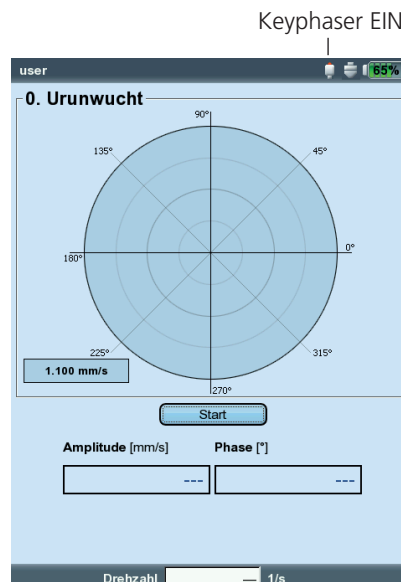 Keyphaser EIN
user 65%
0. Urunwucht
90°
135° 45°
180° 0°
225° 315°
270°
1.100 mm/s
Start
Amplitude [mm/s] Phase [°]
--- ---
Drehzahl — 1/s